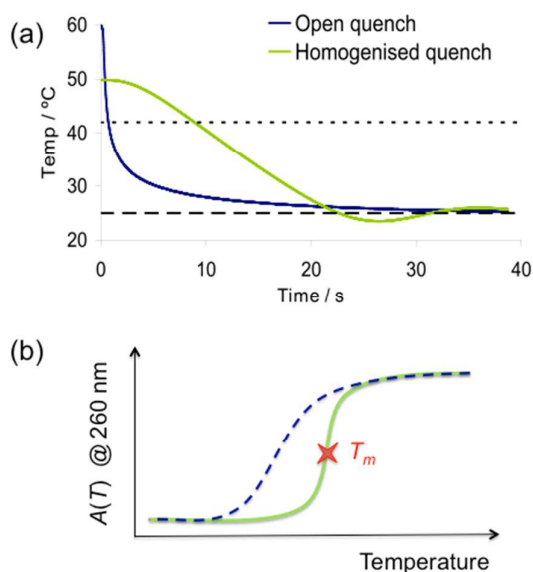 (a)
Open quench
Homogenised quench
Temp / ºC
60
50
40
30
20
0
10
20
30
40
Time / s
(b)
A(T) @ 260 nm
Tm
Temperature